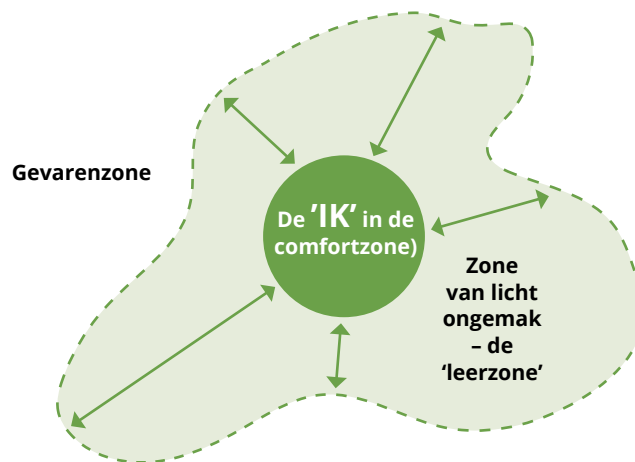 Gevarenzone
De 'IK' in de
comfortzone)
Zone
van licht
ongemak
– de
‘leerzone’